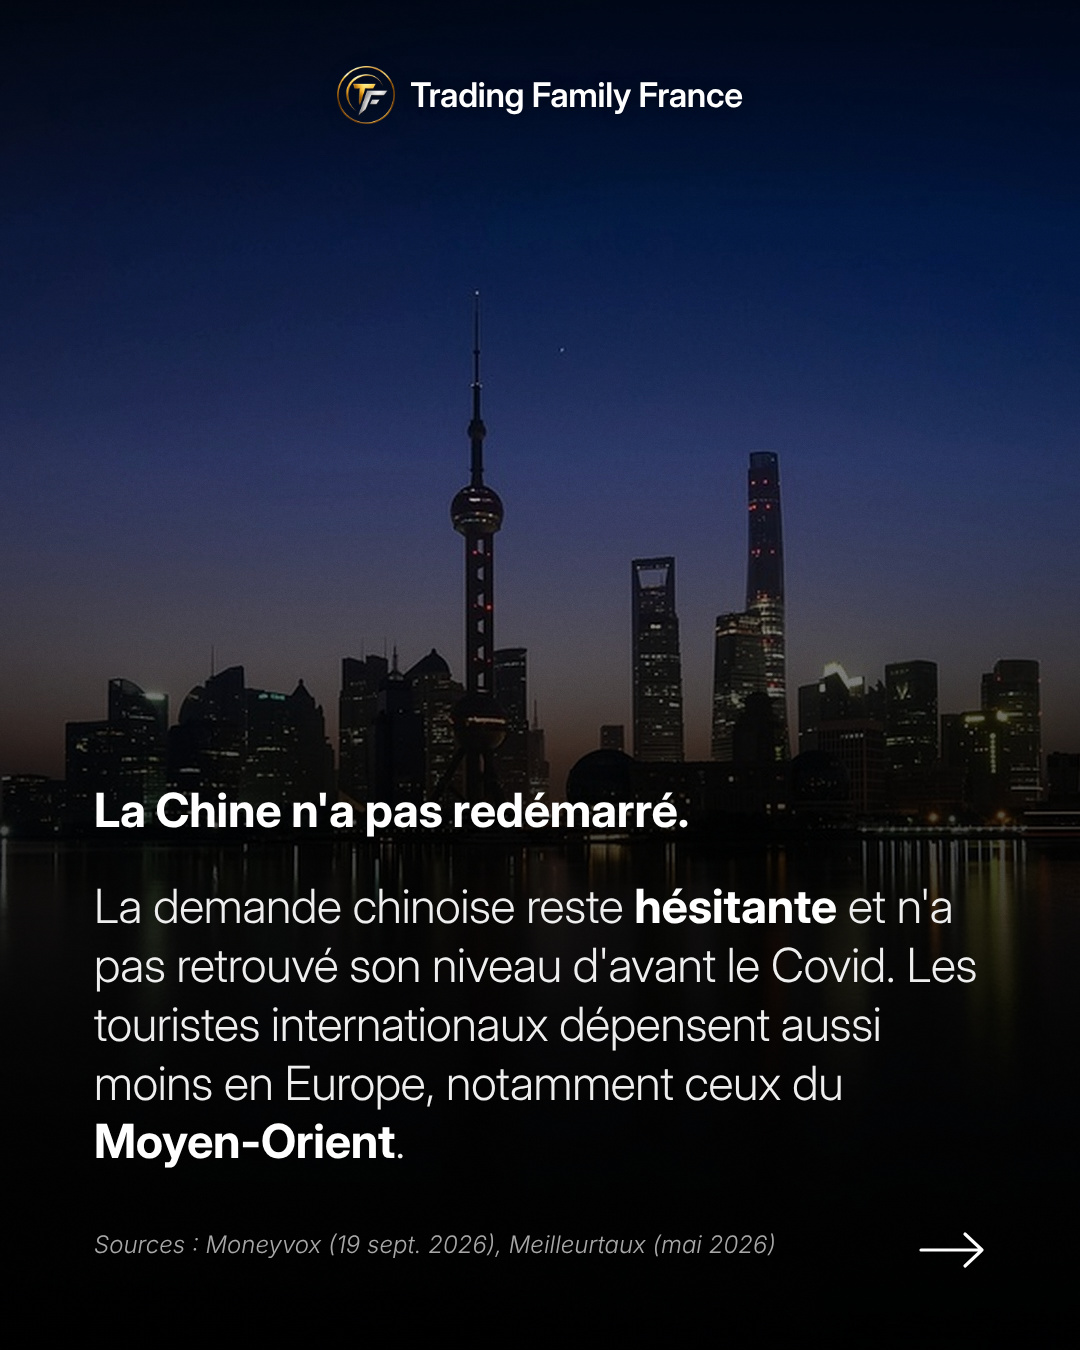 TF Trading Family France
La Chine n'a pas redémarré.
La demande chinoise reste hésitante et n'a
pas retrouvé son niveau d'avant le Covid. Les
touristes internationaux dépensent aussi
moins en Europe, notamment ceux du
Moyen-Orient.
Sources : Moneyvox (19 sept. 2026), Meilleurtaux (mai 2026)